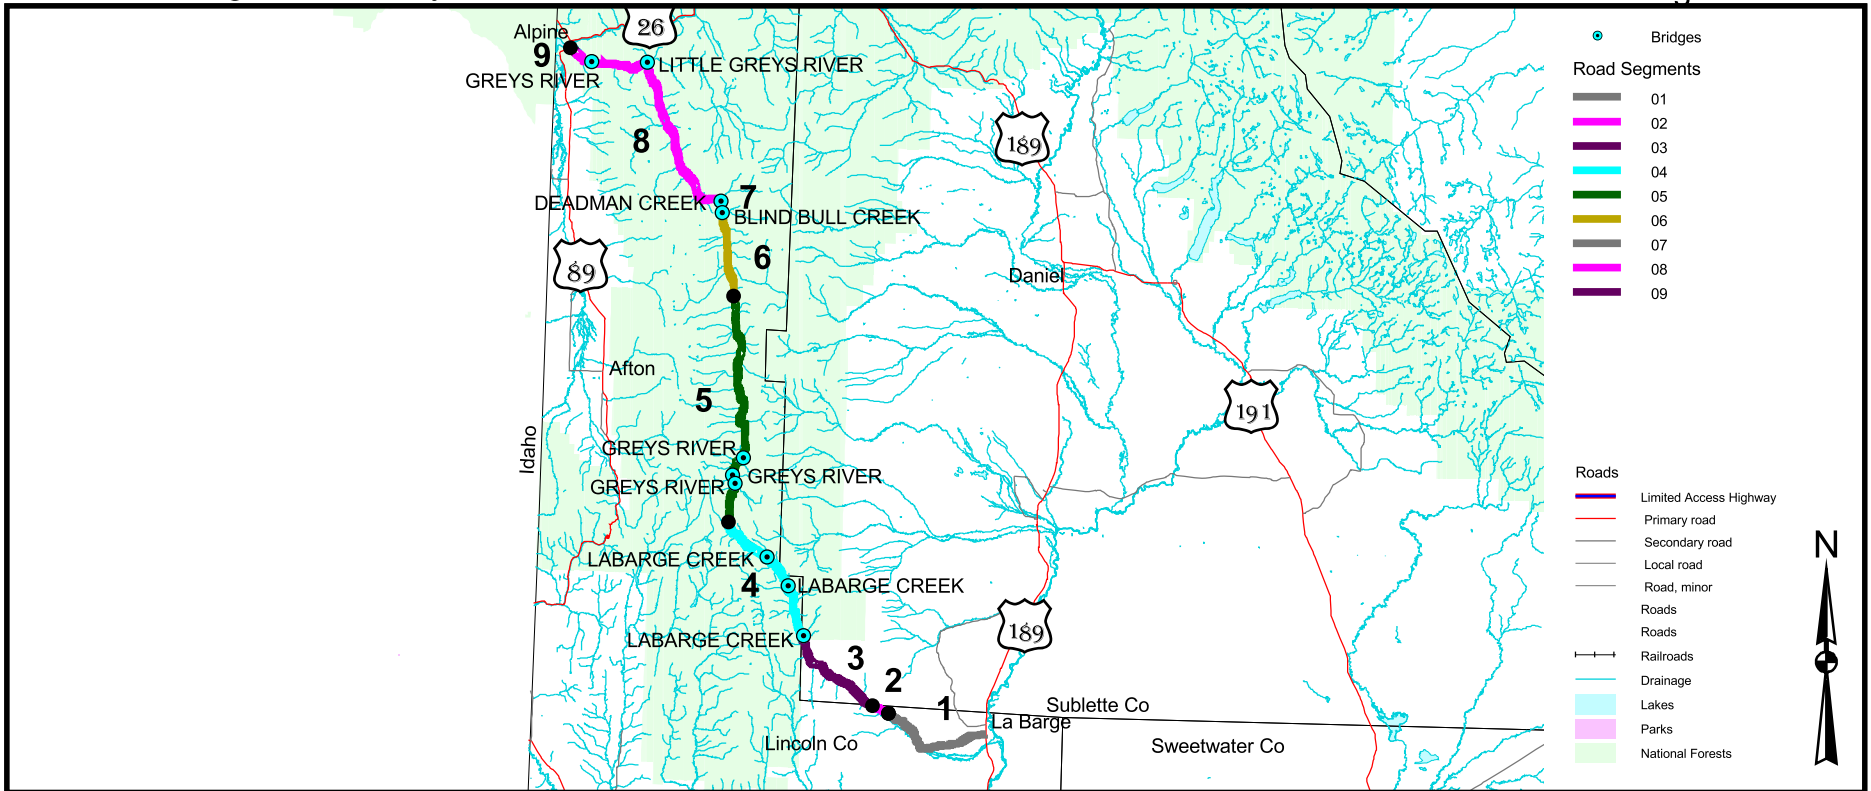 Alpine
26
9
GREYS RIVER
LITTLE GREYS RIVER
8
189
DEADMAN CREEK
7
BLIND BULL CREEK
6
89
Daniel
Afton
5
191
Idaho
GREYS RIVER
GREYS RIVER
GREYS RIVER
LABARGE CREEK
4
LABARGE CREEK
LABARGE CREEK
189
3
2
1
Sublette Co
La Barge
Lincoln Co
Sweetwater Co
Bridges
Road Segments
01
02
03
04
05
06
07
08
09
Roads
Limited Access Highway
Primary road
Secondary road
Local road
Road, minor
Roads
Roads
Railroads
Drainage
Lakes
Parks
National Forests
N